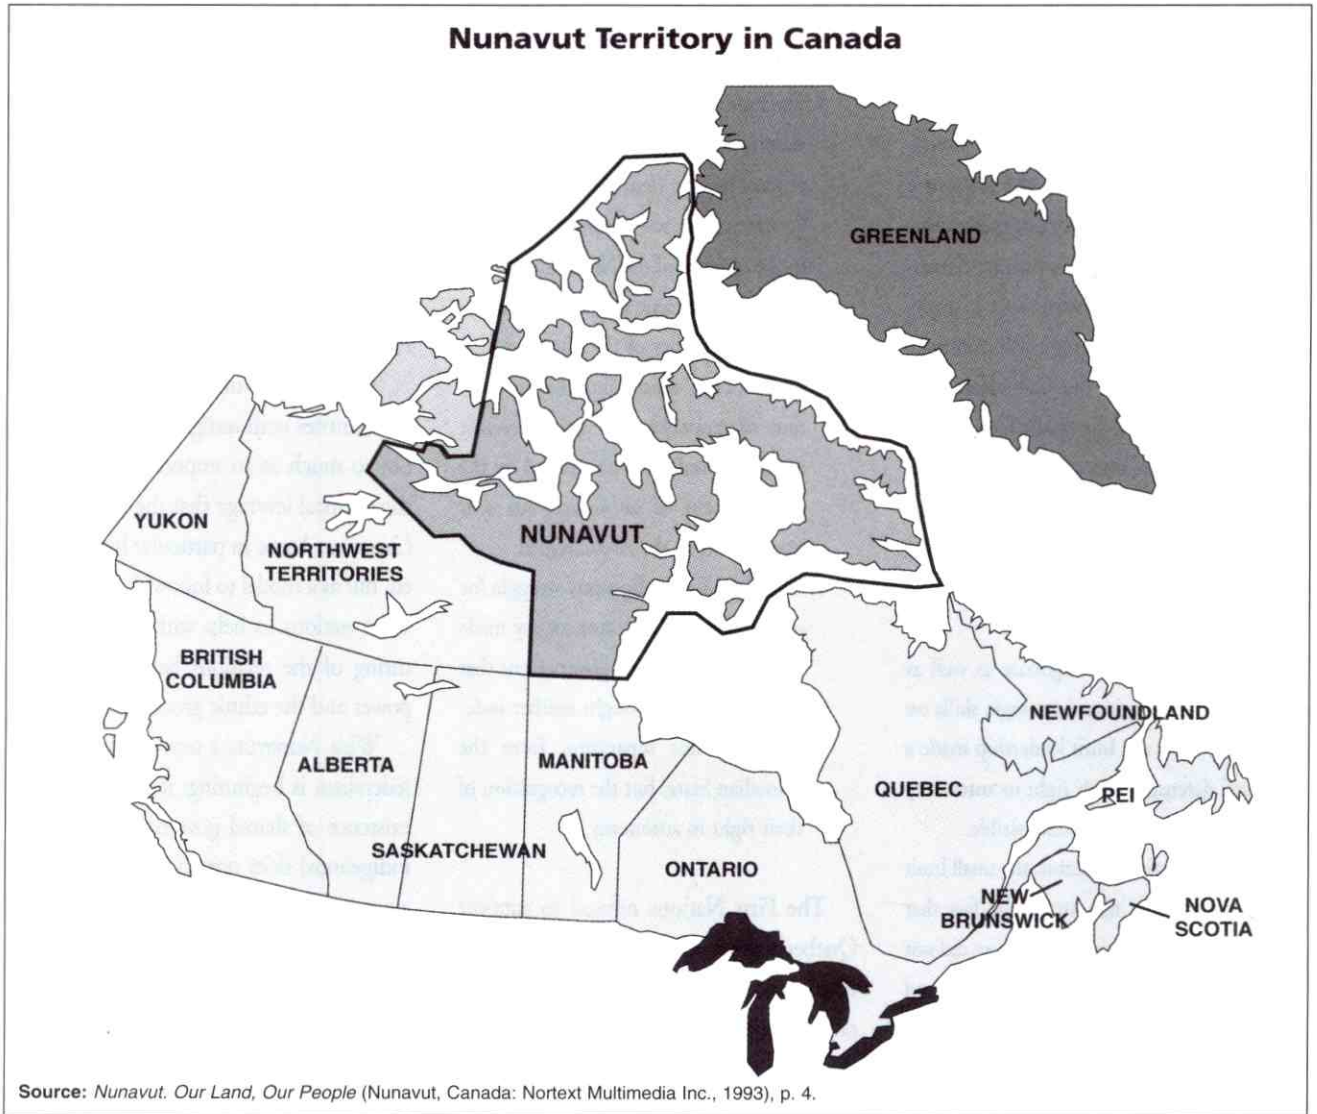 Nunavut Territory in Canada
GREENLAND
YUKON
NORTHWEST
TERRITORIES
NUNAVUT
BRITISH
COLUMBIA
ALBERTA
SASKATCHEWAN
MANITOBA
ONTARIO
QUEBEC
NEWFOUNDLAND
PEI
NEW
BRUNSWICK
NOVA
SCOTIA
Source: Nunavut. Our Land, Our People (Nunavut, Canada: Nortext Multimedia Inc., 1993), p. 4.